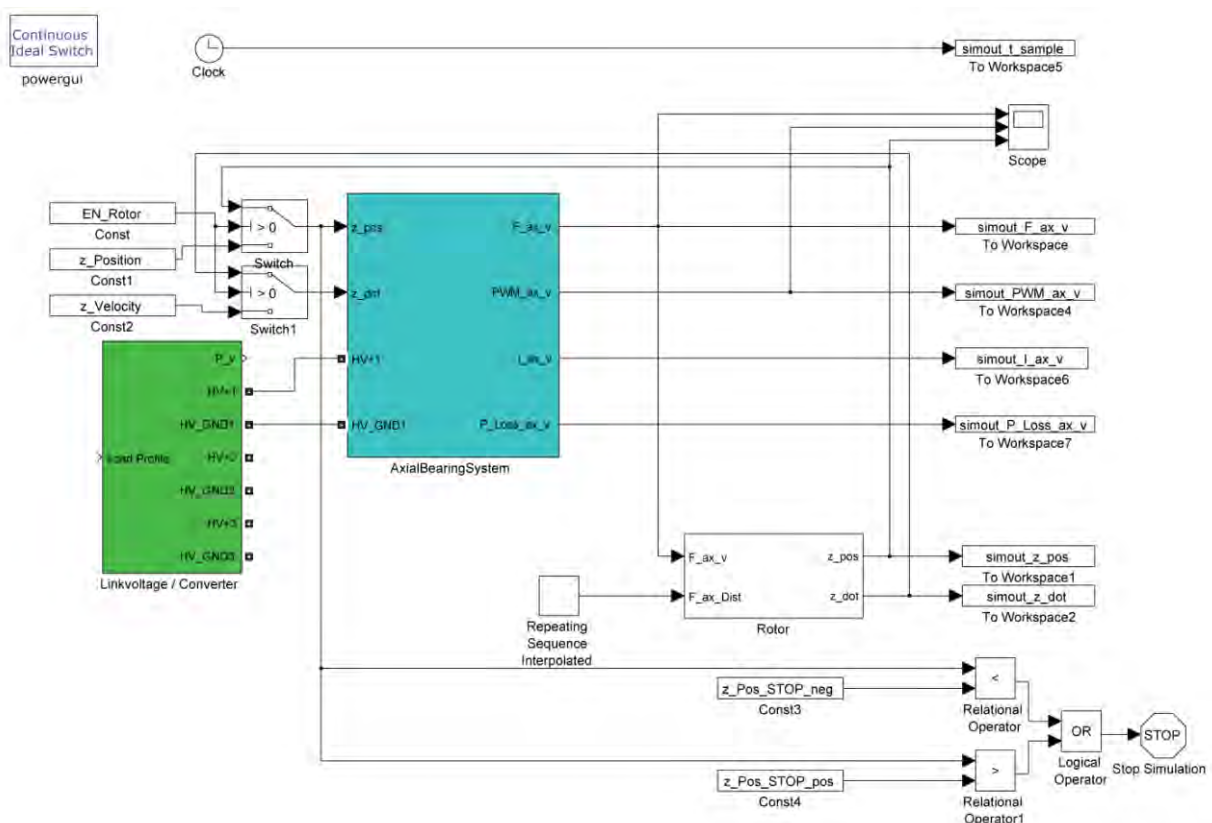 Continuous
Ideal Switch
powergui
Clock
simout_t_sample
To Workspace5
Scope
EN_Rotor
Const
z_Position
Const1
z_Velocity
Const2
> 0
Switch
> 0
Switch1
z_pos
z_dot
HV+1
HV_GND1
F_ax_v
PWM_ax_v
I_ax_v
P_Loss_ax_v
AxialBearingSystem
simout_F_ax_v
To Workspace
simout_PWM_ax_v
To Workspace4
simout_I_ax_v
To Workspace6
simout_P_Loss_ax_v
To Workspace7
P_v
HV+1
HV_GND1
Load Profile
HV+2
HV_GND2
HV+3
HV_GND3
Linkvoltage / Converter
Repeating
Sequence
Interpolated
F_ax_v
F_ax_Dist
z_pos
z_dot
Rotor
simout_z_pos
To Workspace1
simout_z_dot
To Workspace2
z_Pos_STOP_neg
Const3
<
Relational
Operator
z_Pos_STOP_pos
Const4
>
Relational
Operator1
OR
Logical
Operator
STOP
Stop Simulation